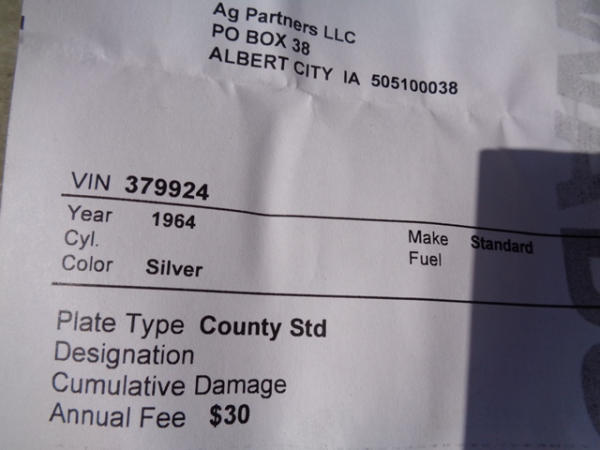 Ag Partners LLC
PO BOX 38
ALBERT CITY IA 505100038
VIN 379924
Year 1964 Make Standard
Cyl. Fuel
Color Silver
Plate Type County Std
Designation
Cumulative Damage
Annual Fee $30